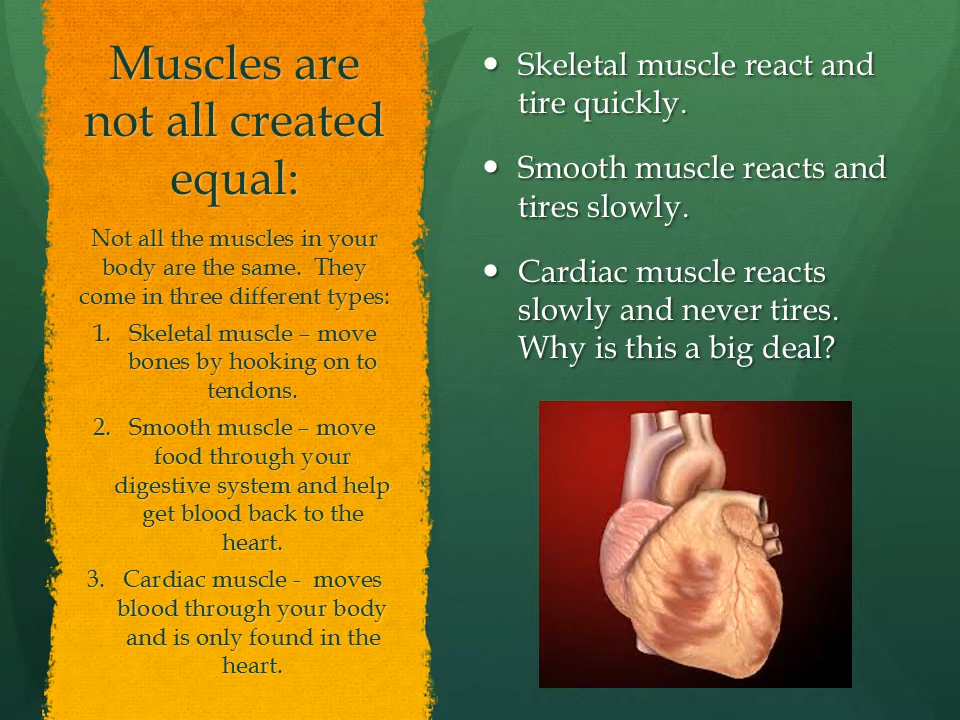 Muscles are
not all created
equal:
Not all the muscles in your
body are the same.  They
come in three different types:
1. Skeletal muscle – move
bones by hooking on to
tendons.
2. Smooth muscle – move
food through your
digestive system and help
get blood back to the
heart.
3. Cardiac muscle -  moves
blood through your body
and is only found in the
heart.
• Skeletal muscle react and
tire quickly.
• Smooth muscle reacts and
tires slowly.
• Cardiac muscle reacts
slowly and never tires.
Why is this a big deal?